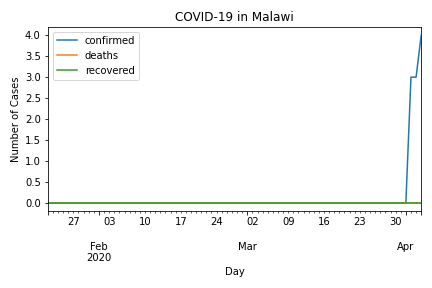 COVID-19 in Malawi
confirmed
deaths
recovered
Number of Cases
4.0
3.5
3.0
2.5
2.0
1.5
1.0
0.5
0.0
27 03 10 17 24 02 09 16 23 30
Feb Mar Apr
2020
Day